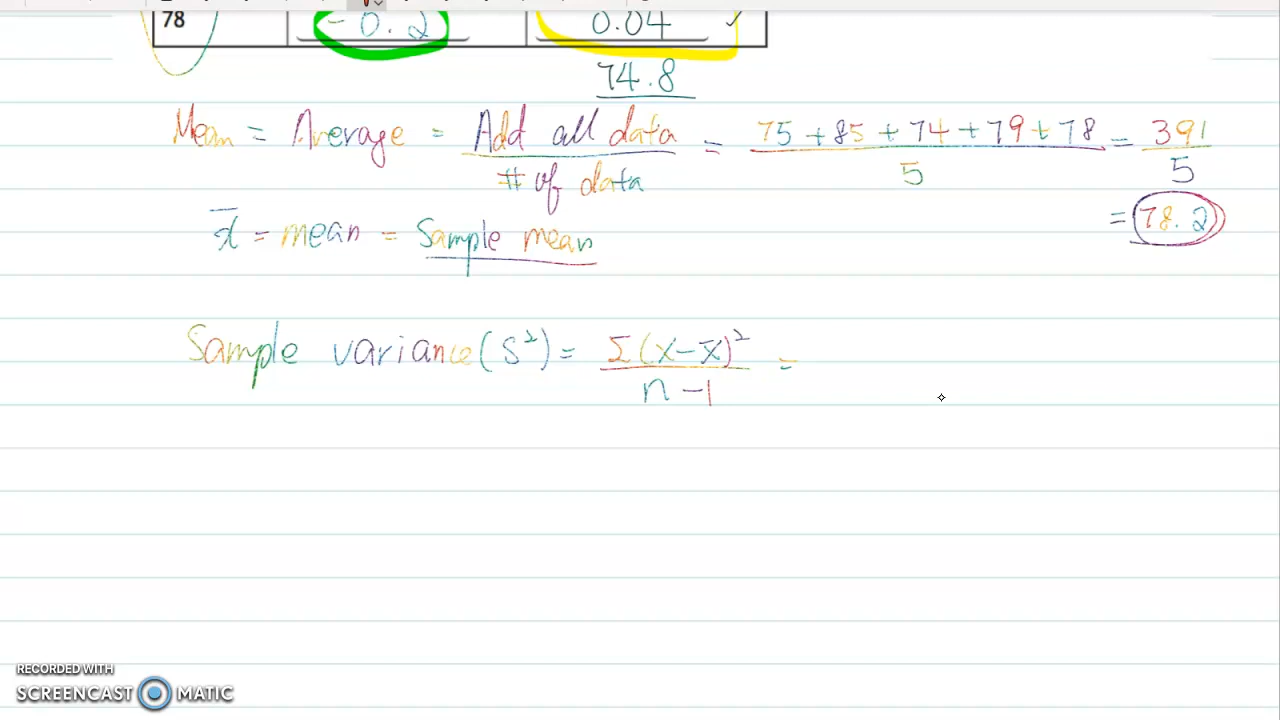 78 - 0.2 0.04 ✓
74.8
Mean = Average = Add all data / # of data = 75 + 85 + 74 + 79 + 78 / 5 = 391 / 5
= 78.2
x̄ = mean = Sample mean
Sample variance (S²) = Σ(x-x̄)² / n - 1 =
RECORDED WITH
SCREENCAST MATIC